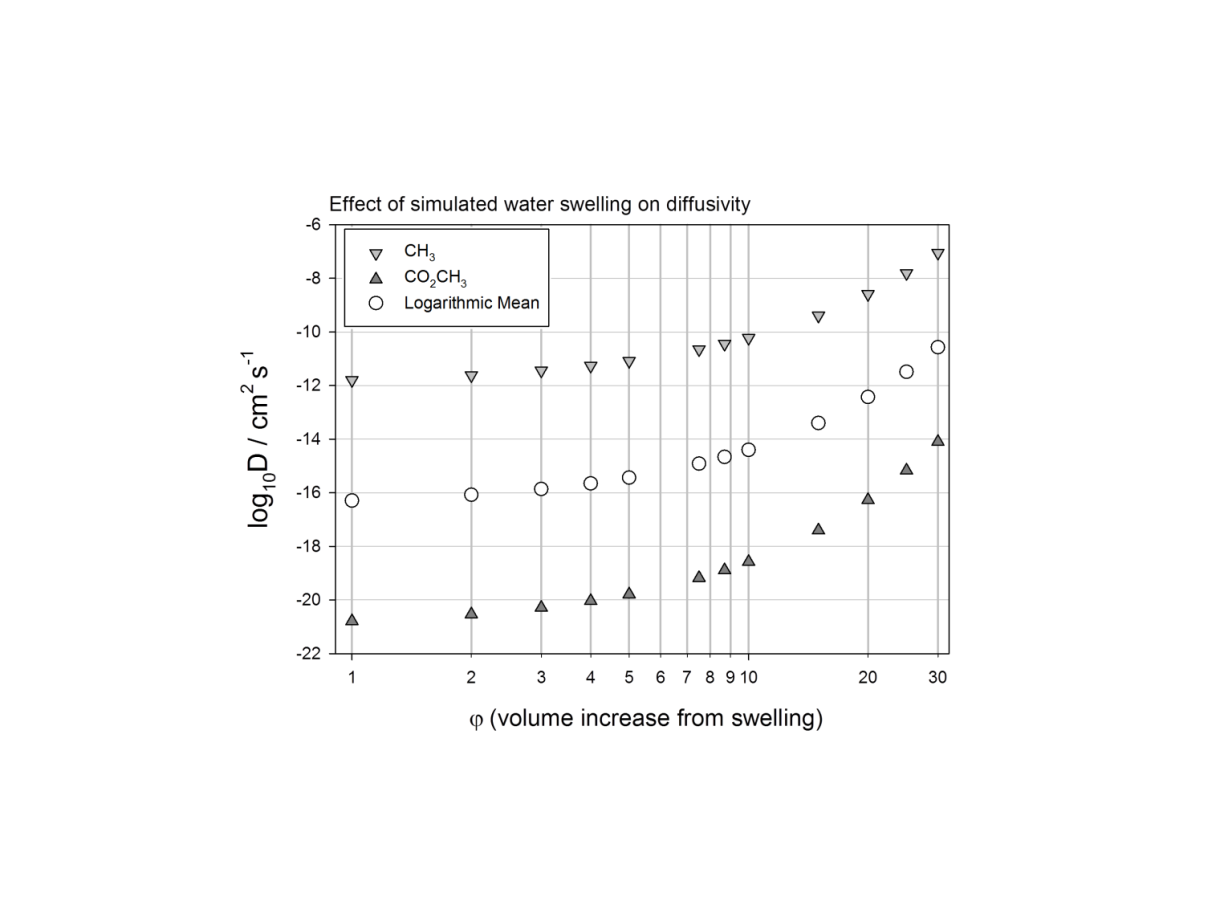 Effect of simulated water swelling on diffusivity
-6
-8
-10
-12
-14
-16
-18
-20
-22
log₁₀D / cm² s⁻¹
CH₃
CO₂CH₃
Logarithmic Mean
1 2 3 4 5 6 7 8 9 10 20 30
φ (volume increase from swelling)